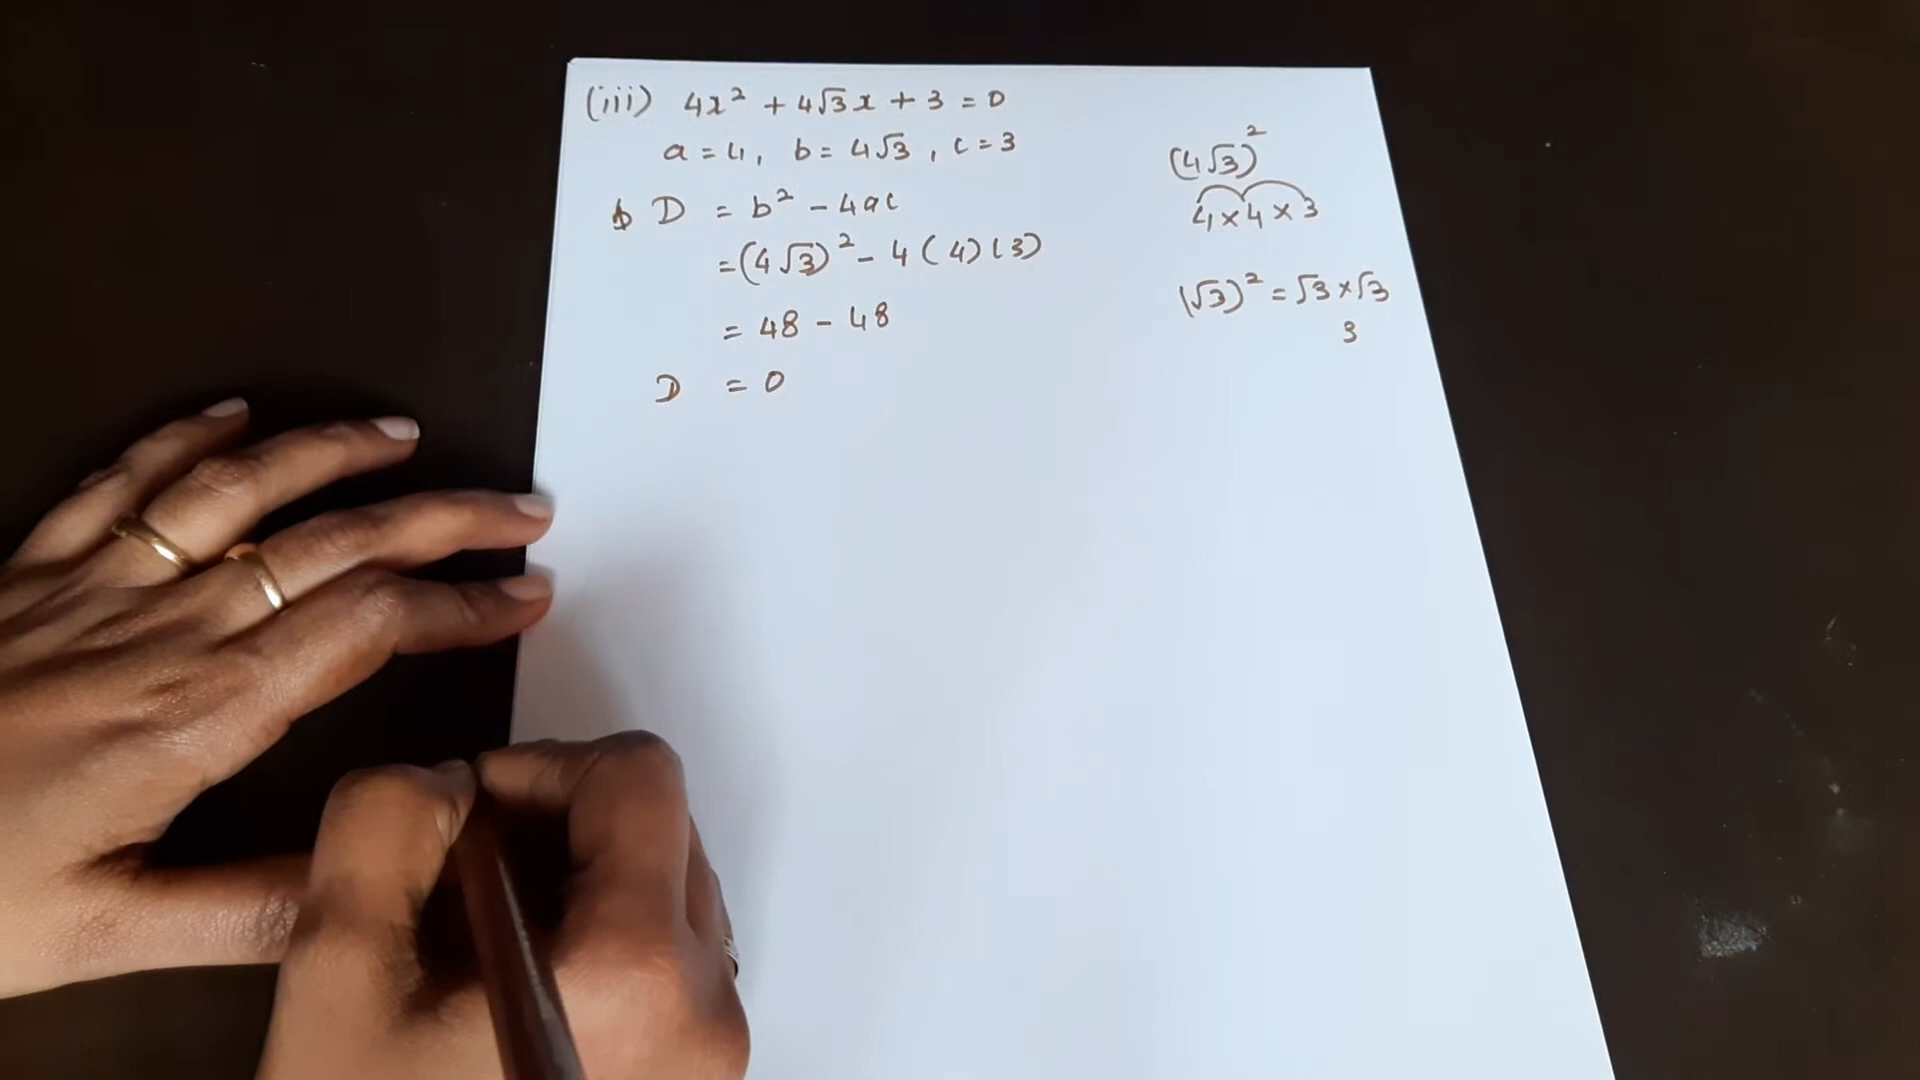 (iii) 4x² + 4√3x + 3 = 0
a = 4, b = 4√3, c = 3
D = b² - 4ac
= (4√3)² - 4(4)(3)
= 48 - 48
D = 0
(4√3)²
4 × 4 × 3
(√3)² = √3 × √3
3